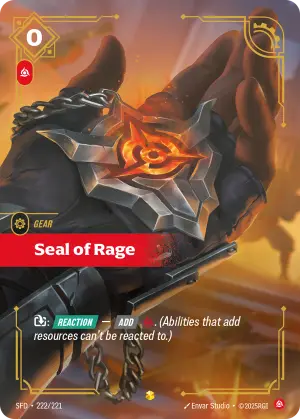 0
GEAR
Seal of Rage
: REACTION — ADD . (Abilities that add
resources can't be reacted to.)
SFD • 222/221
Envar Studio • ©2025RGI